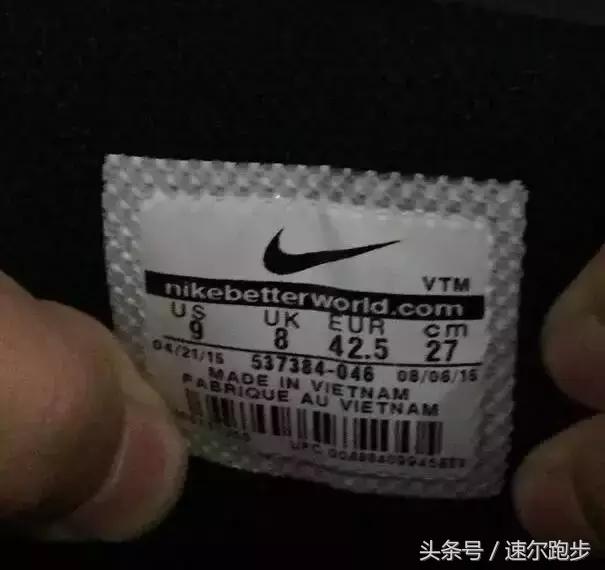 VTM
nikebetterworld.com
US UK EUR cm
9 8 42.5 27
04/21/15 537384-046 08/06/15
MADE IN VIETNAM
FABRIQUE AU VIETNAM
UPC
头条号 / 速尔跑步